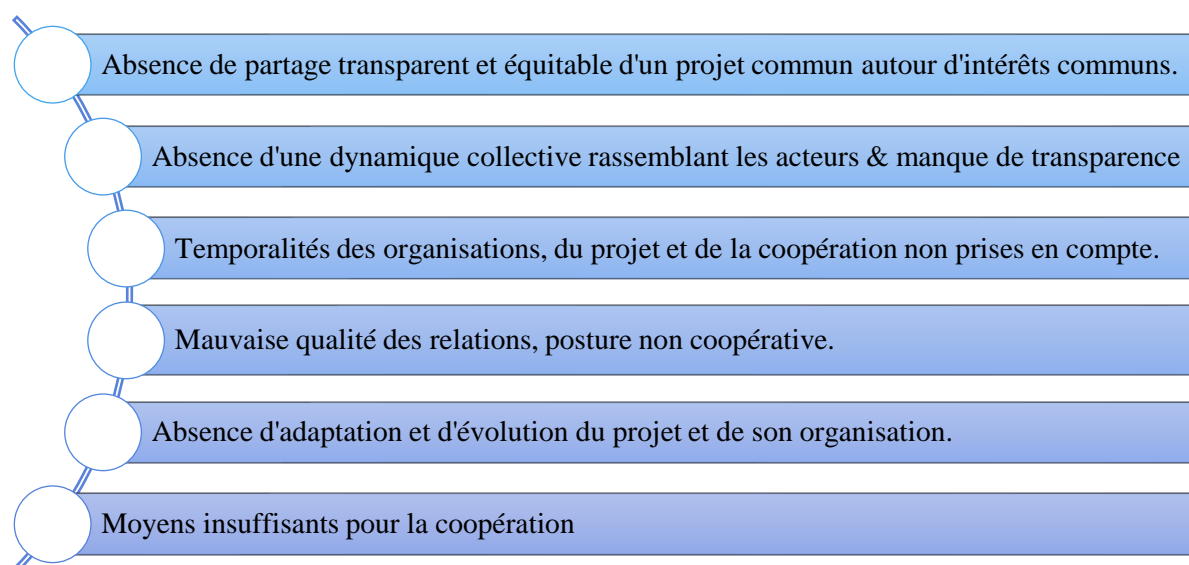 Absence de partage transparent et équitable d'un projet commun autour d'intérêts communs.
Absence d'une dynamique collective rassemblant les acteurs & manque de transparence
Temporalités des organisations, du projet et de la coopération non prises en compte.
Mauvaise qualité des relations, posture non coopérative.
Absence d'adaptation et d'évolution du projet et de son organisation.
Moyens insuffisants pour la coopération